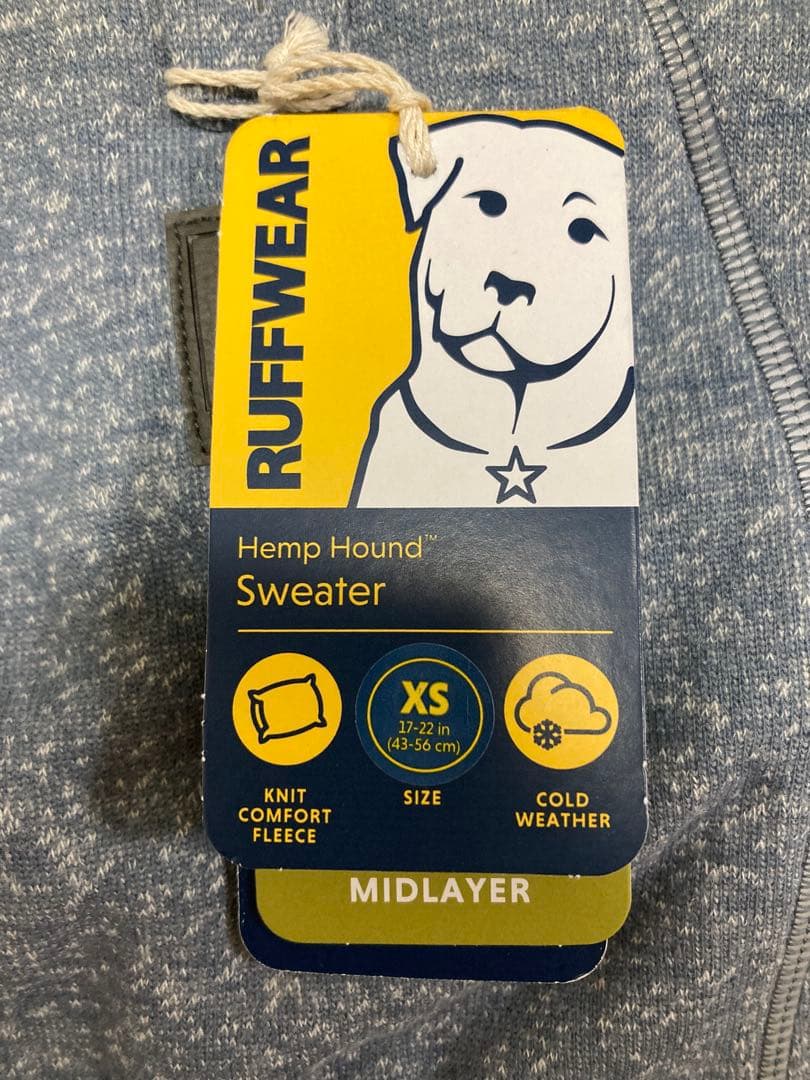 RUFFWEAR
Hemp Hound™
Sweater
XS
17-22 in
(43-56 cm)
KNIT
COMFORT
FLEECE
SIZE
COLD
WEATHER
MIDLAYER